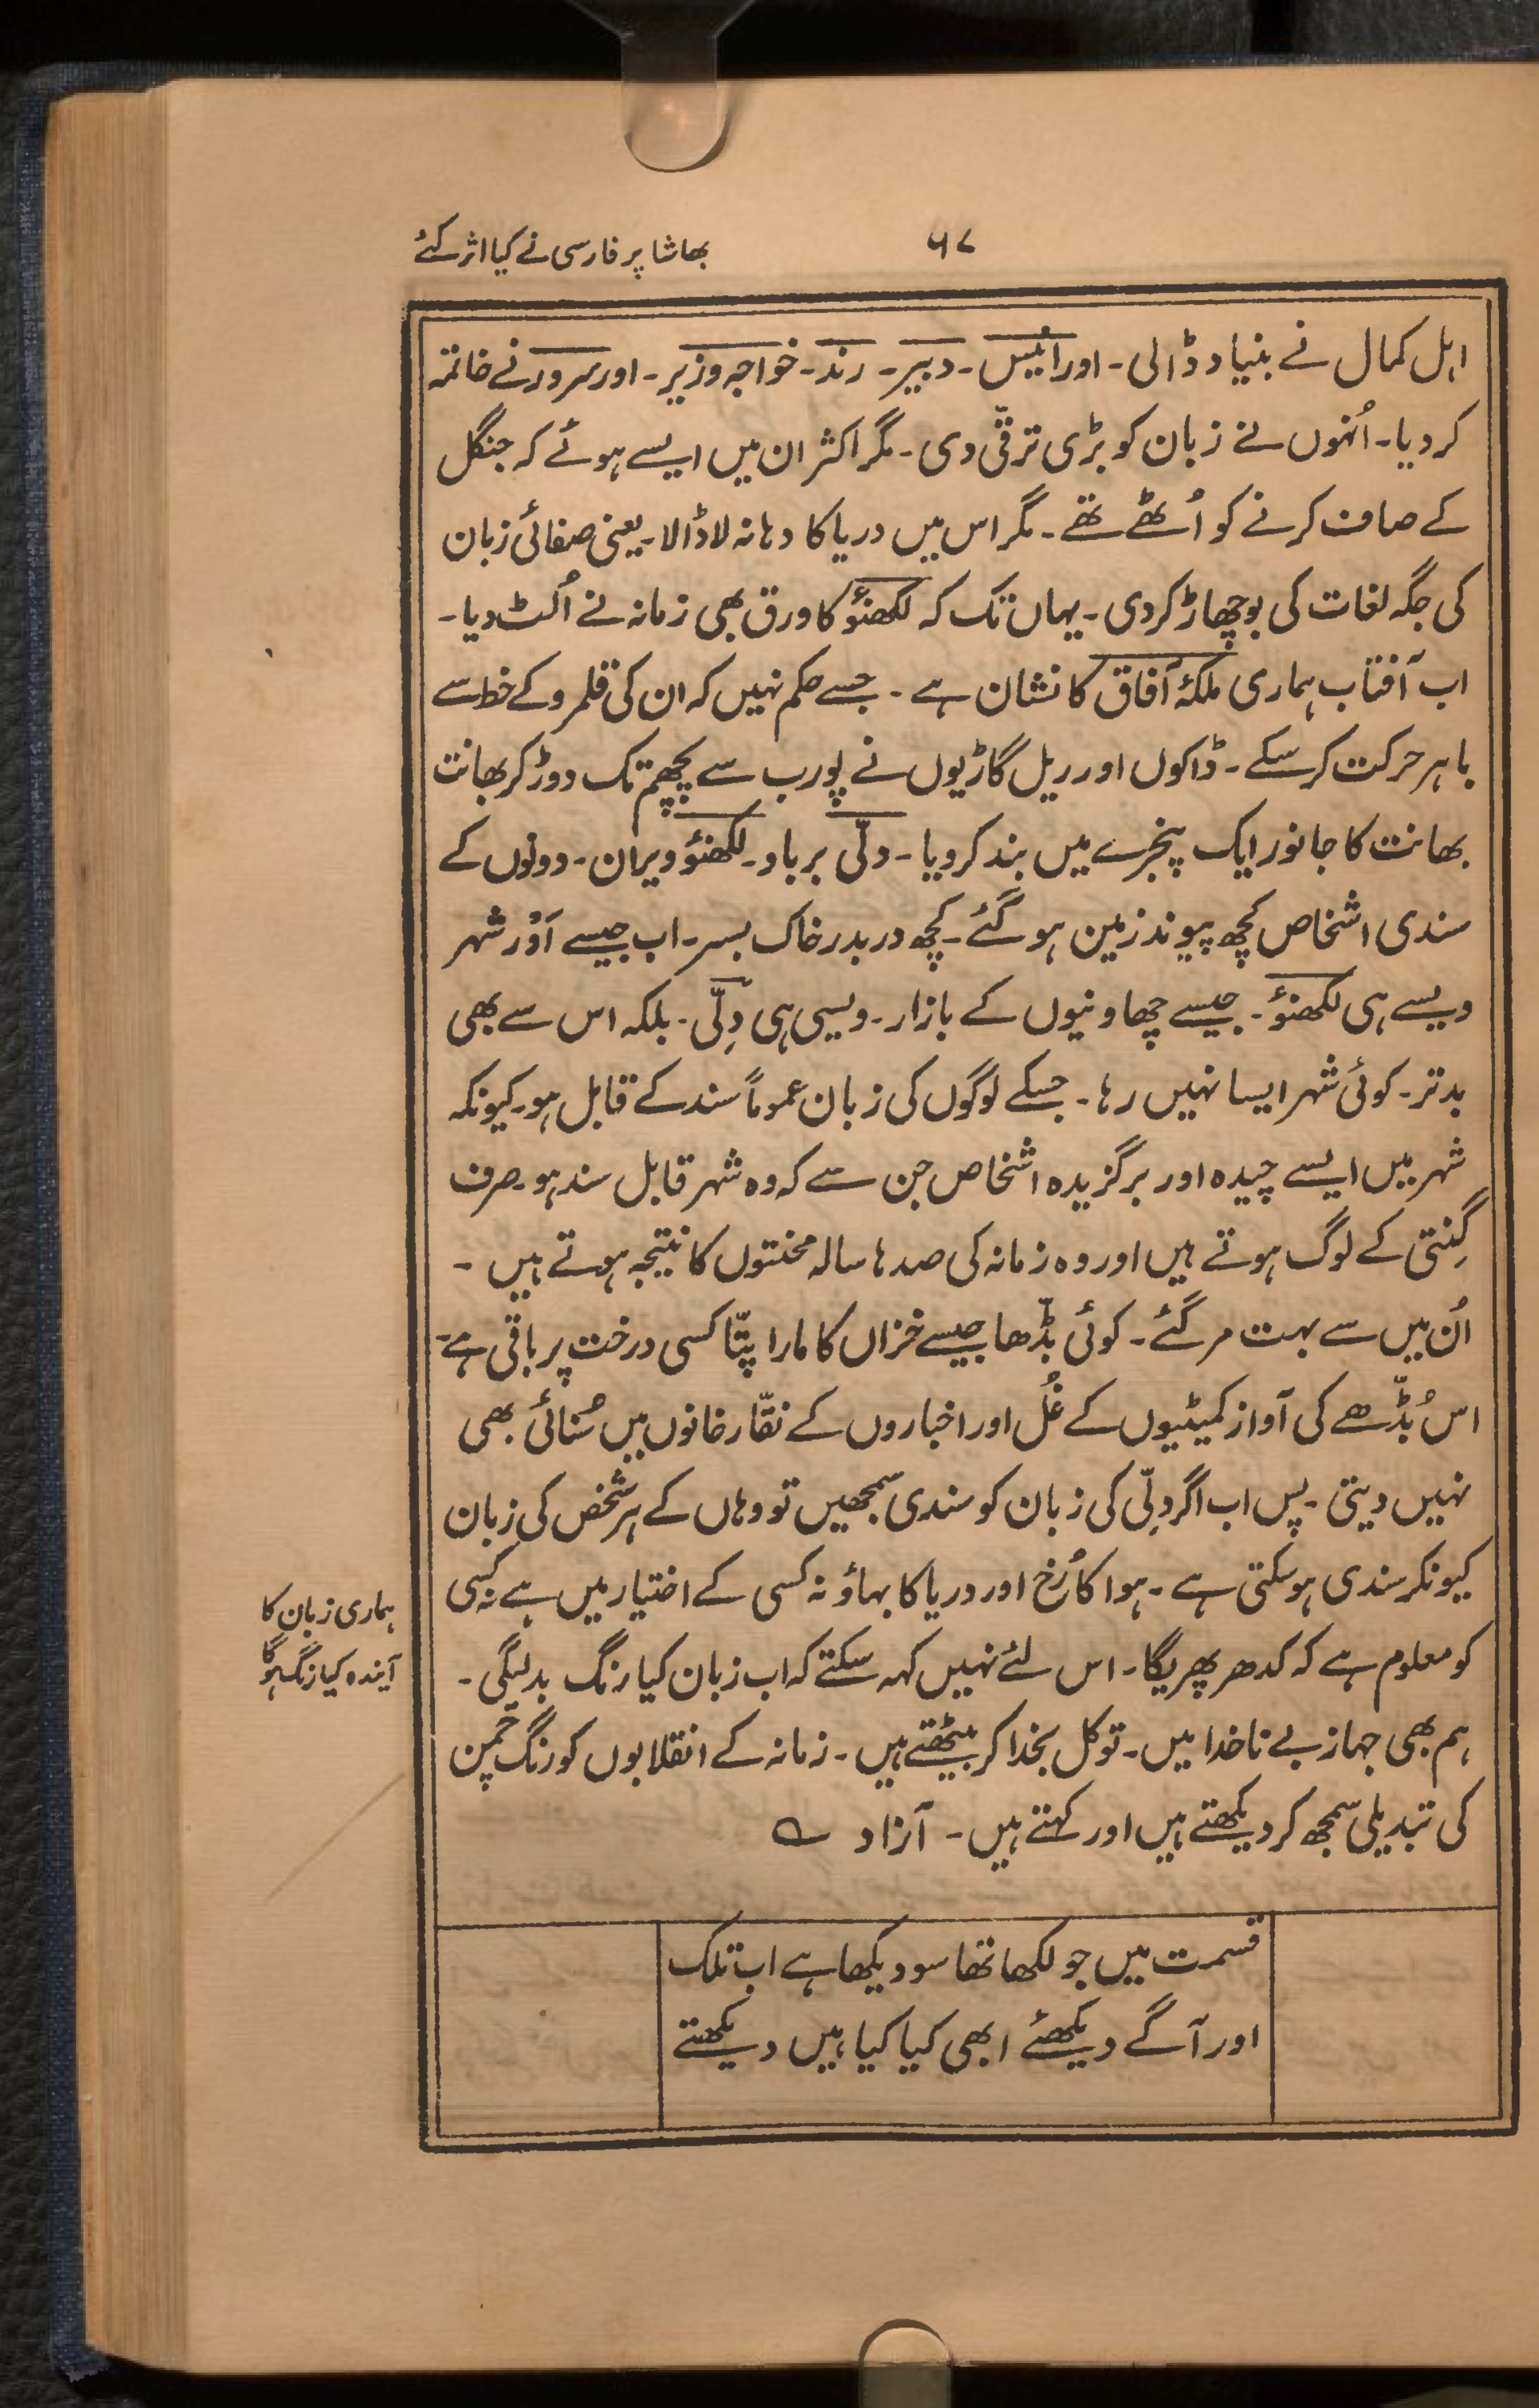 ۶۷
بھاشا پر فارسی نے کیا اثر کئے
اہل کمال نے بنیاد ڈالی۔ اور انیس۔ دبیر۔ رند۔ خواجہ وزیر۔ اور سرور نے خاتمہ
کر دیا۔ اُنہوں نے زبان کو بڑی ترقّی دی۔ مگر اکثر ان میں ایسے ہوئے کہ جنگل
کے صاف کرنے کو اُٹھے تھے۔ مگر اس میں دریا کا دہانہ لا ڈالا۔ یعنی صفائی زبان
کی جگہ لغات کی بوچھاڑ کر دی۔ یہاں تک کہ لکھنؤ کا ورق بھی زمانہ نے اُلٹ دیا۔
اب آفتاب ہماری ملکۂ آفاق کا نشان ہے۔ جسے حکم نہیں کہ ان کی قلمرو کے خط سے
باہر حرکت کر سکے۔ ڈاکوں اور ریل گاڑیوں نے پورب سے پچھم تک دوڑ کر بھانت
بھانت کا جانور ایک پنجرے میں بند کر دیا۔ دلّی برباد۔ لکھنؤ ویران۔ دونوں کے
سندی اشخاص کچھ پیوند زمین ہو گئے۔ کچھ دربدر خاک بسر۔ اب جیسے اَوْر شہر
ویسے ہی لکھنؤ۔ جیسے چھاونیوں کے بازار۔ ویسی ہی دِلّی۔ بلکہ اس سے بھی
بدتر۔ کوئی شہر ایسا نہیں رہا۔ جسکے لوگوں کی زبان عموماً سند کے قابل ہو۔ کیونکہ
شہر میں ایسے چیدہ اور برگزیدہ اشخاص جن سے کہ وہ شہر قابل سند ہو۔ صرف
گِنتی کے لوگ ہوتے ہیں اور وہ زمانہ کی صدہا سالہ محنتوں کا نتیجہ ہوتے ہیں۔
اُن میں سے بہت مر گئے۔ کوئی بڈّھا جیسے خزاں کا مارا پتّا کسی درخت پر باقی ہے۔
اس بُڈّھے کی آواز کمیٹیوں کے غُل اور اخباروں کے نقّار خانوں میں سُنائی بھی
نہیں دیتی۔ پس اب اگر دِلّی کی زبان کو سندی سمجھیں تو وہاں کے ہر شخص کی زبان
کیونکر سندی ہو سکتی ہے۔ ہوا کا رُخ اور دریا کا بہاؤ نہ کسی کے اختیار میں ہے نہ کسی
کو معلوم ہے کہ کدھر پھریگا۔ اس لئے نہیں کہہ سکتے کہ اب زبان کیا رنگ بدلیگی۔
ہم بھی جہاز بے ناخدا ہیں۔ توکل بخدا کر بیٹھے ہیں۔ زمانہ کے انقلابوں کو رنگ چمن
کی تبدیلی سمجھ کر دیکھتے ہیں اور کہتے ہیں۔ آزاد ؎
ہماری زبان کا
آیندہ کیا رنگ ہوگا
قسمت میں جو لکھا تھا سو دیکھا ہے اب تلک
اور آگے دیکھئے ابھی کیا کیا ہیں دیکھتے